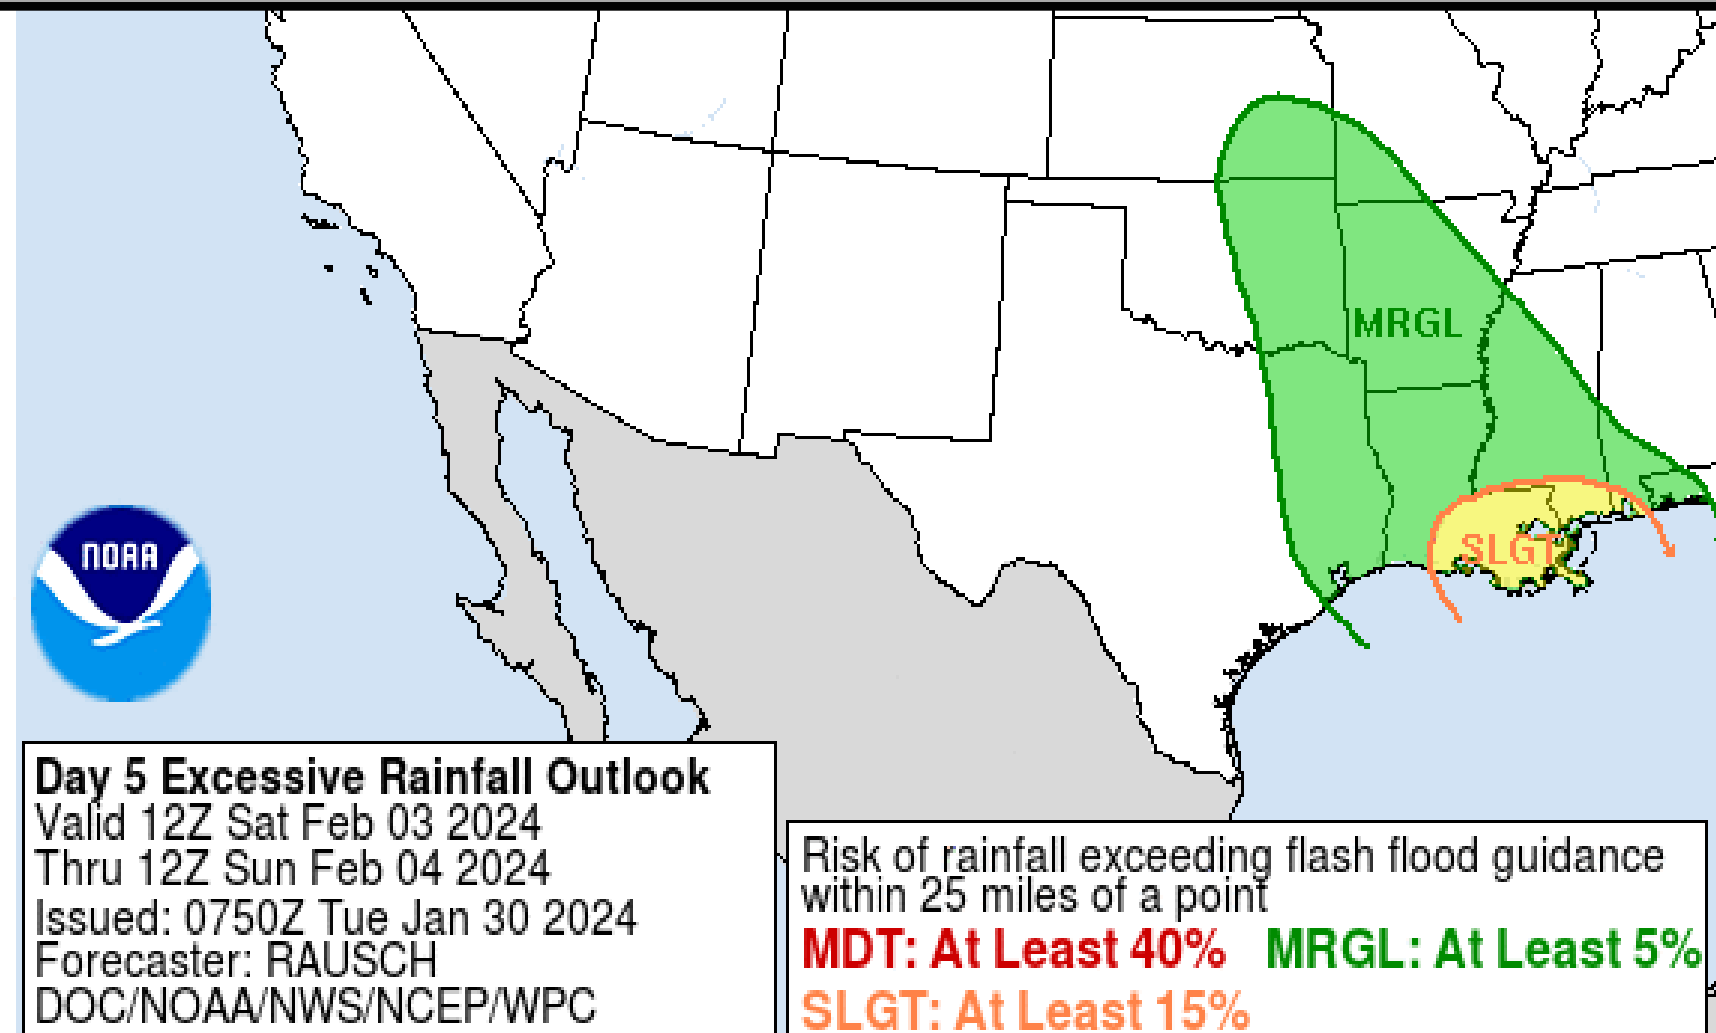 MRGL
SLGT
NOAA
Day 5 Excessive Rainfall Outlook
Valid 12Z Sat Feb 03 2024
Thru 12Z Sun Feb 04 2024
Issued: 0750Z Tue Jan 30 2024
Forecaster: RAUSCH
DOC/NOAA/NWS/NCEP/WPC
Risk of rainfall exceeding flash flood guidance
within 25 miles of a point
MDT: At Least 40% MRGL: At Least 5%
SLGT: At Least 15%